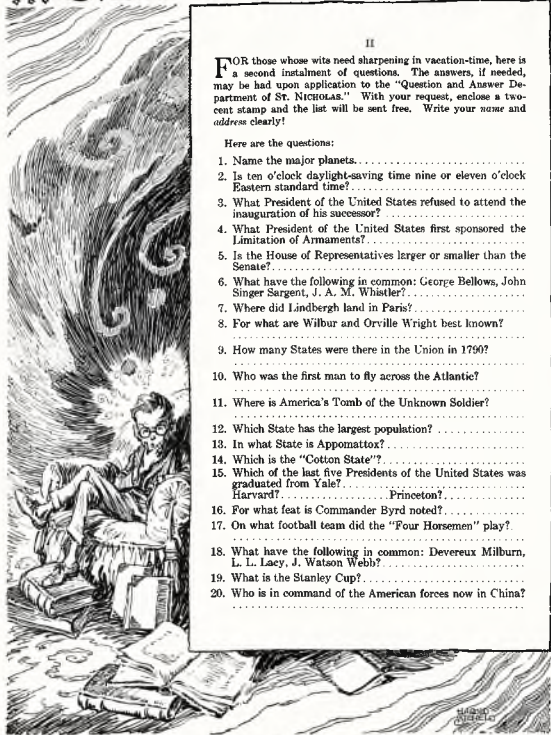 II
FOR those whose wits need sharpening in vacation-time, here is
a second instalment of questions. The answers, if needed,
may be had upon application to the "Question and Answer De-
partment of ST. NICHOLAS." With your request, enclose a two-
cent stamp and the list will be sent free. Write your name and
address clearly!
Here are the questions:
1. Name the major planets..............................
2. Is ten o'clock daylight-saving time nine or eleven o'clock
Eastern standard time?..............................
3. What President of the United States refused to attend the
inauguration of his successor?..............................
4. What President of the United States first sponsored the
Limitation of Armaments?..............................
5. Is the House of Representatives larger or smaller than the
Senate?..............................
6. What have the following in common: George Bellows, John
Singer Sargent, J. A. M. Whistler?..............................
7. Where did Lindbergh land in Paris?..............................
8. For what are Wilbur and Orville Wright best known?
..............................
9. How many States were there in the Union in 1790?
..............................
10. Who was the first man to fly across the Atlantic?
..............................
11. Where is America's Tomb of the Unknown Soldier?
..............................
12. Which State has the largest population?..............................
13. In what State is Appomattox?..............................
14. Which is the "Cotton State"?..............................
15. Which of the last five Presidents of the United States was
graduated from Yale?..............................
Harvard?....................Princeton?....................
16. For what feat is Commander Byrd noted?....................
17. On what football team did the "Four Horsemen" play?
..............................
18. What have the following in common: Devereux Milburn,
L. L. Lacy, J. Watson Webb?..............................
19. What is the Stanley Cup?..............................
20. Who is in command of the American forces now in China?
..............................